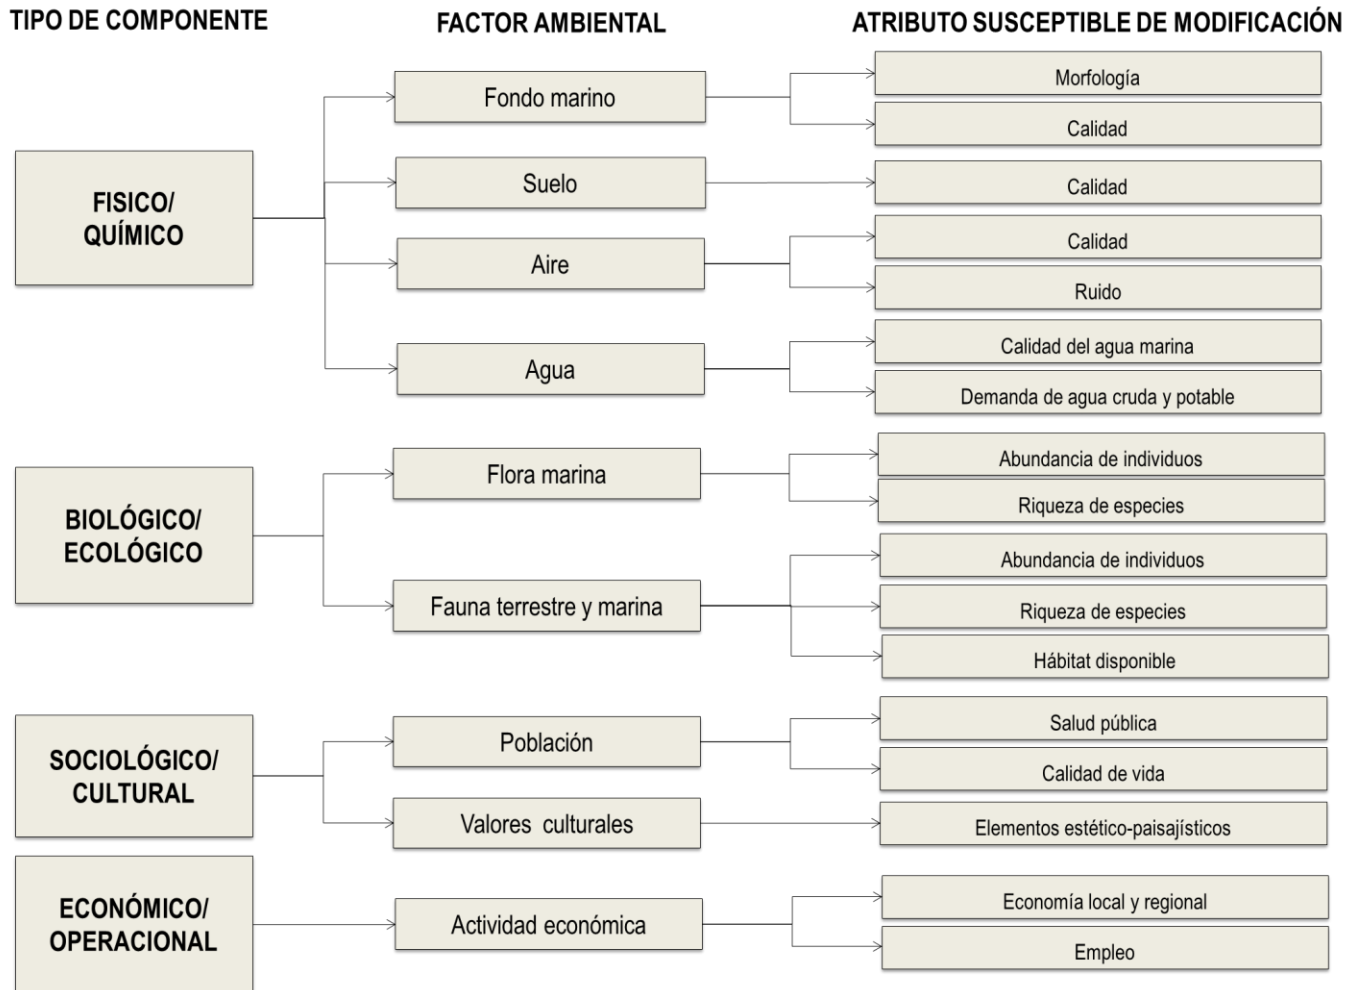 TIPO DE COMPONENTE
FACTOR AMBIENTAL
ATRIBUTO SUSCEPTIBLE DE MODIFICACIÓN
FISICO/
QUÍMICO
Fondo marino
Morfología
Calidad
Suelo
Calidad
Aire
Calidad
Ruido
Agua
Calidad del agua marina
Demanda de agua cruda y potable
BIOLÓGICO/
ECOLÓGICO
Flora marina
Abundancia de individuos
Riqueza de especies
Fauna terrestre y marina
Abundancia de individuos
Riqueza de especies
Hábitat disponible
SOCIOLÓGICO/
CULTURAL
Población
Salud pública
Calidad de vida
Valores culturales
Elementos estético-paisajísticos
ECONÓMICO/
OPERACIONAL
Actividad económica
Economía local y regional
Empleo